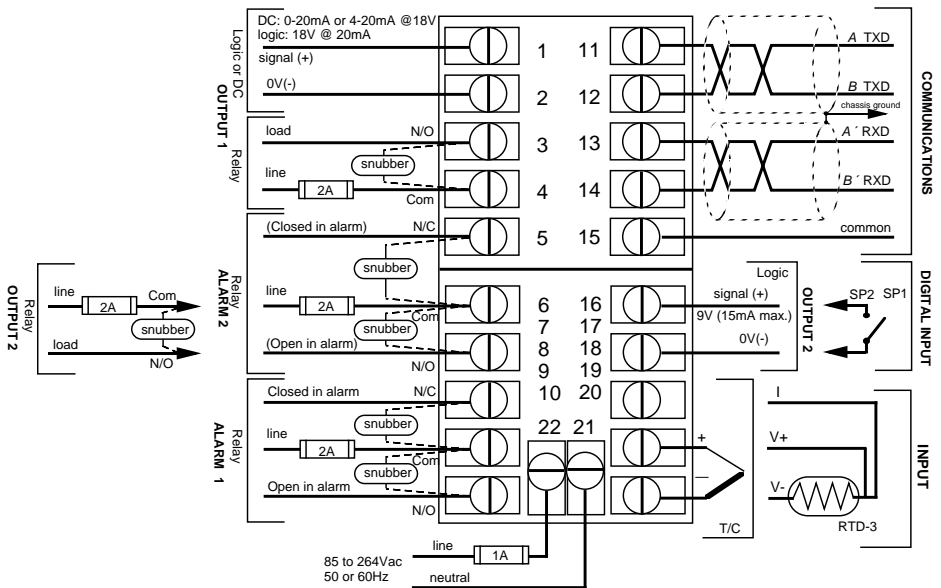 DC: 0-20mA or 4-20mA @18V
logic: 18V @ 20mA
signal (+)
0V(-)
Logic or DC
OUTPUT 1
Relay
load
N/O
snubber
line
2A
Com
(Closed in alarm)
N/C
snubber
line
2A
Com
snubber
(Open in alarm)
N/O
Relay
ALARM 2
line
2A
Com
snubber
load
N/O
Relay
OUTPUT 2
Closed in alarm
N/C
snubber
line
2A
Com
snubber
Open in alarm
N/O
Relay
ALARM 1
1 11
2 12
3 13
4 14
5 15
6 16
7 17
8 18
9 19
10 20
22 21
A TXD
B TXD
chassis ground
A´ RXD
B´ RXD
common
COMMUNICATIONS
Logic
signal (+)
9V (15mA max.)
0V(-)
OUTPUT 2
SP2 SP1
DIGITAL INPUT
+
—
T/C
I
V+
V-
RTD-3
INPUT
85 to 264Vac
50 or 60Hz
line
1A
neutral